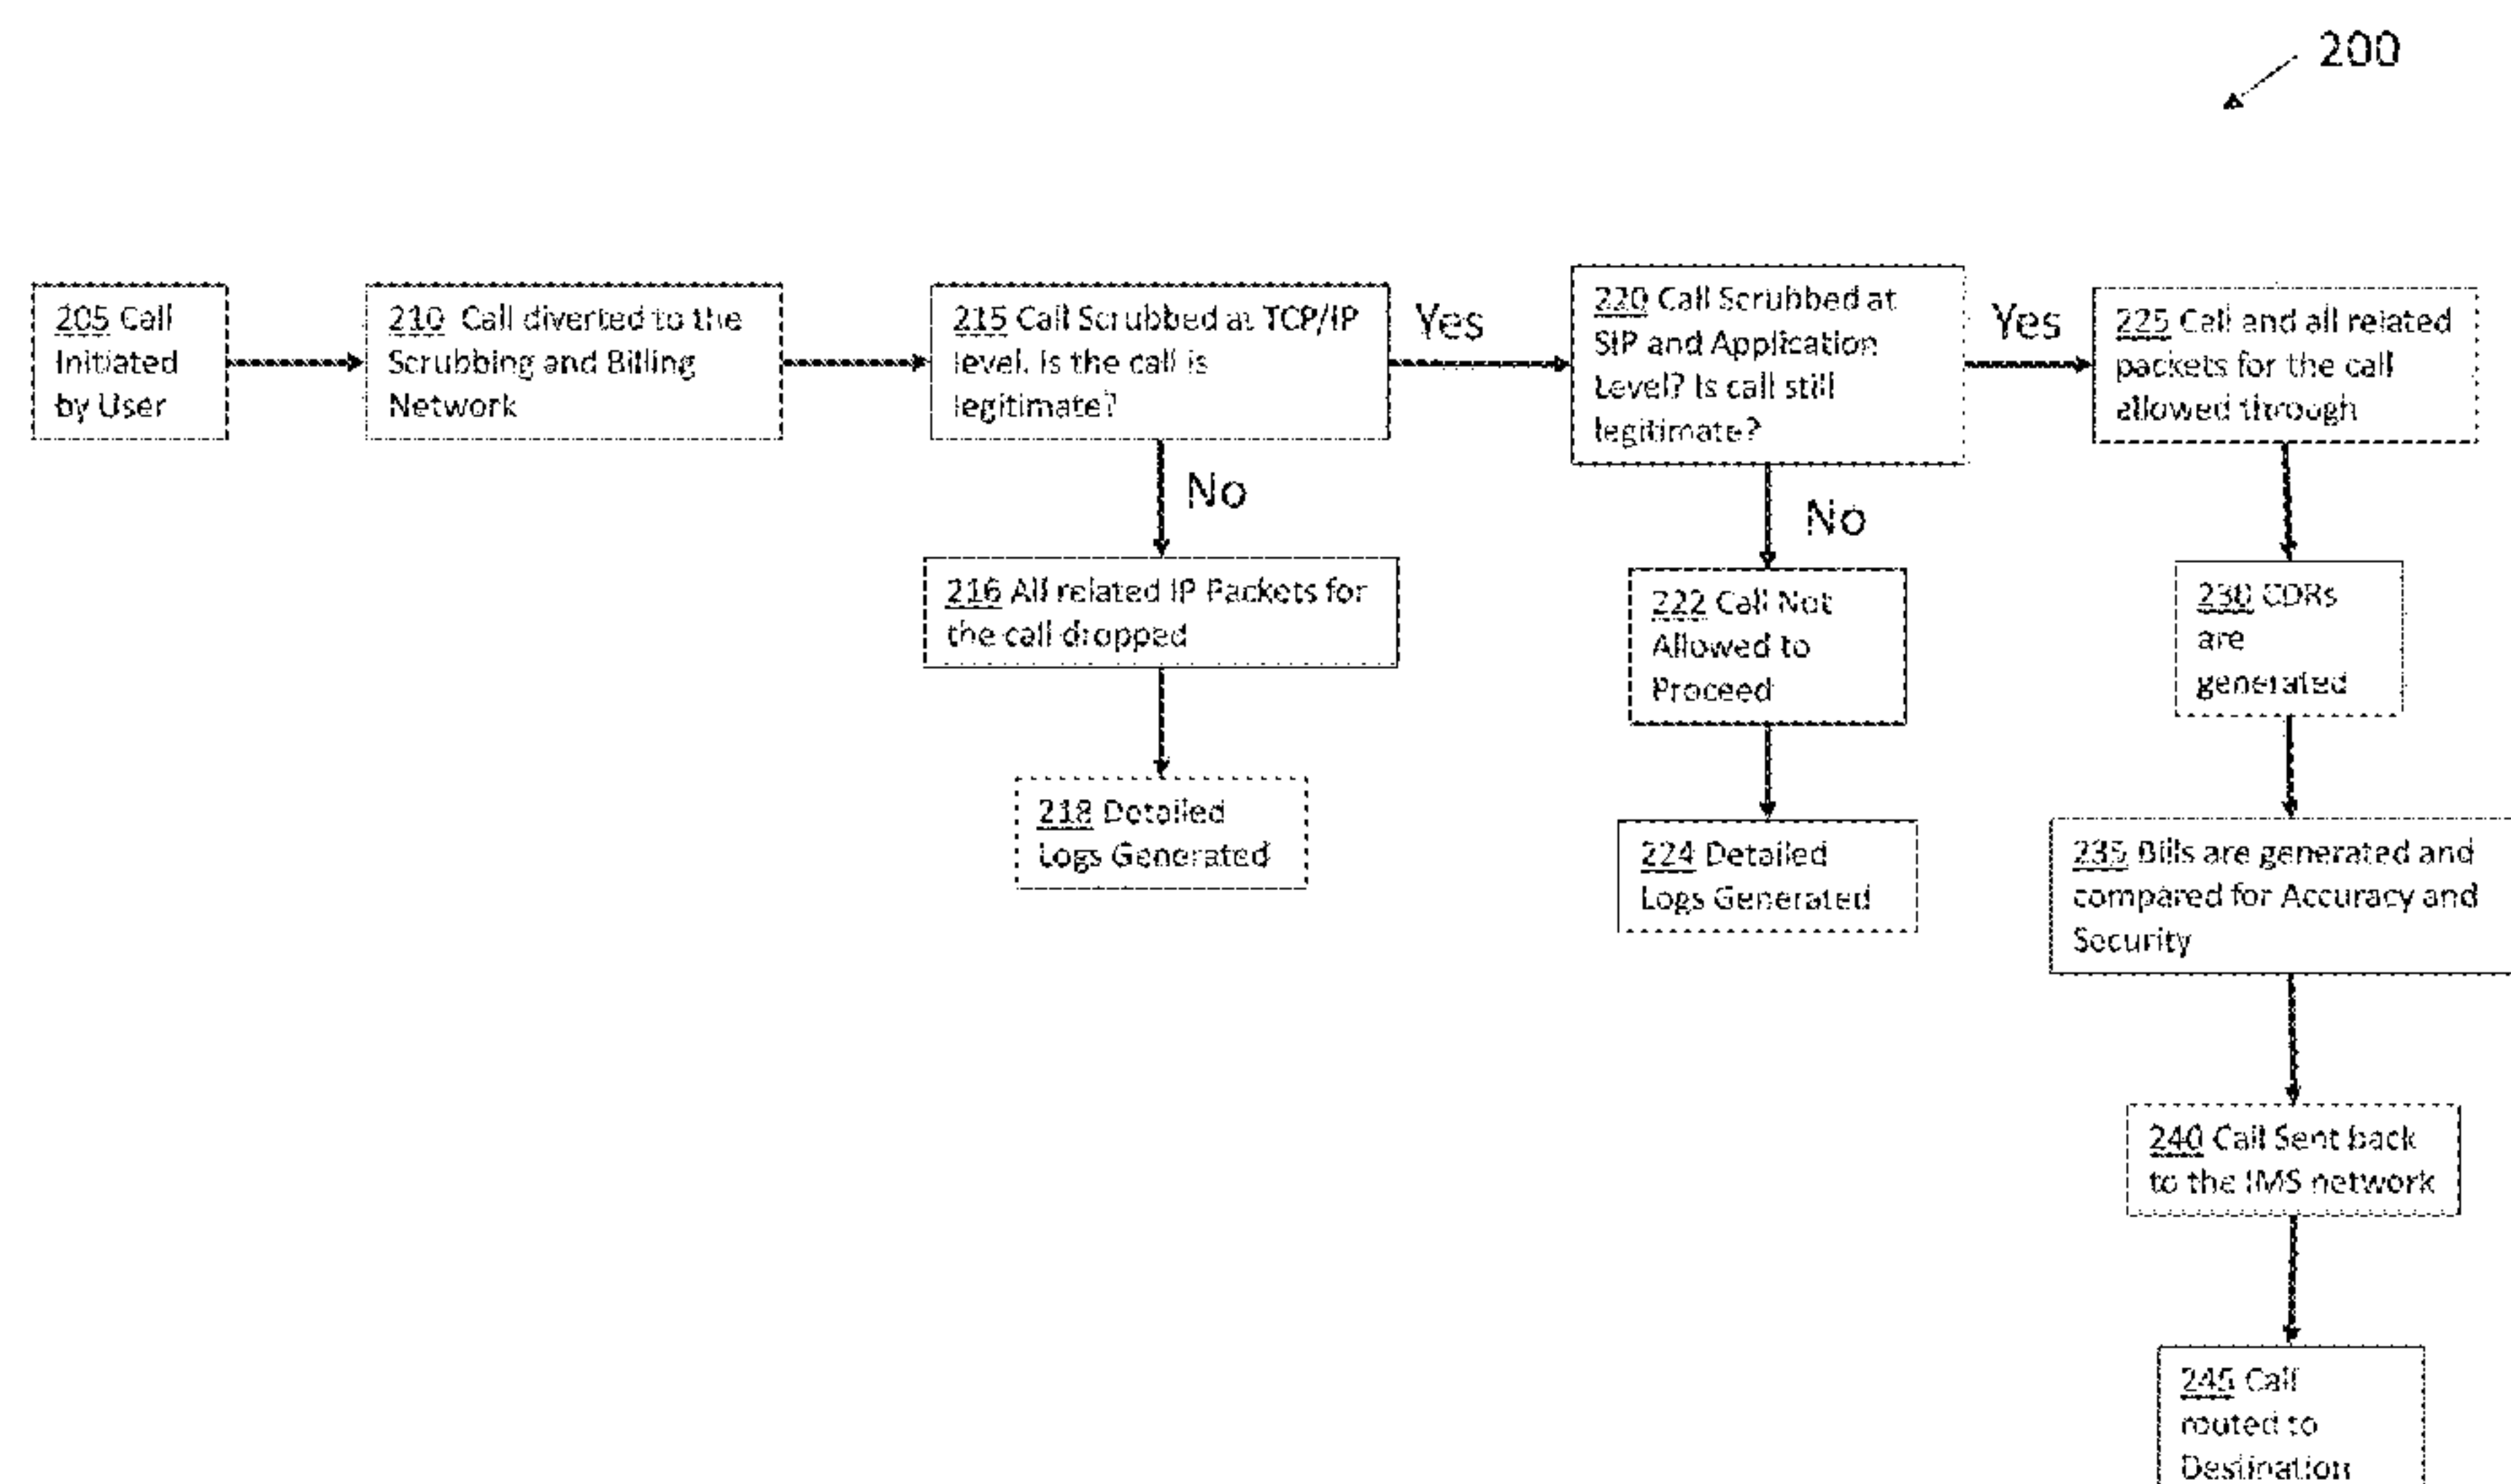 200
205 Call
Initiated
by User
210 Call diverted to the
Scrubbing and Billing
Network
215 Call Scrubbed at TCP/IP
level. Is the call is
legitimate?
Yes
220 Call Scrubbed at
SIP and Application
Level? Is call still
legitimate?
Yes
225 Call and all related
packets for the call
allowed through
No
216 All related IP Packets for
the call dropped
218 Detailed
Logs Generated
No
222 Call Not
Allowed to
Proceed
224 Detailed
Logs Generated
230 CDRs
are
generated
235 Bills are generated and
compared for Accuracy and
Security
240 Call Sent back
to the IMS network
245 Call
routed to
Destination